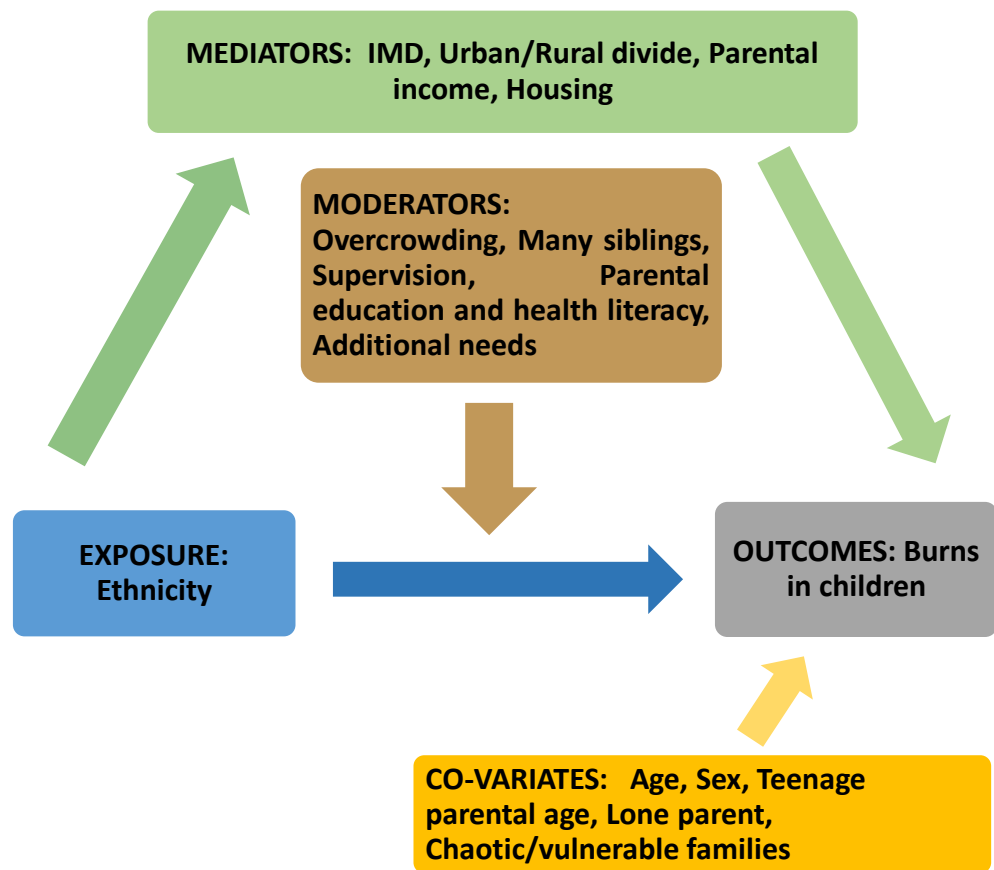 MEDIATORS: IMD, Urban/Rural divide, Parental
income, Housing
MODERATORS:
Overcrowding, Many siblings,
Supervision, Parental
education and health literacy,
Additional needs
EXPOSURE:
Ethnicity
OUTCOMES: Burns
in children
CO-VARIATES: Age, Sex, Teenage
parental age, Lone parent,
Chaotic/vulnerable families